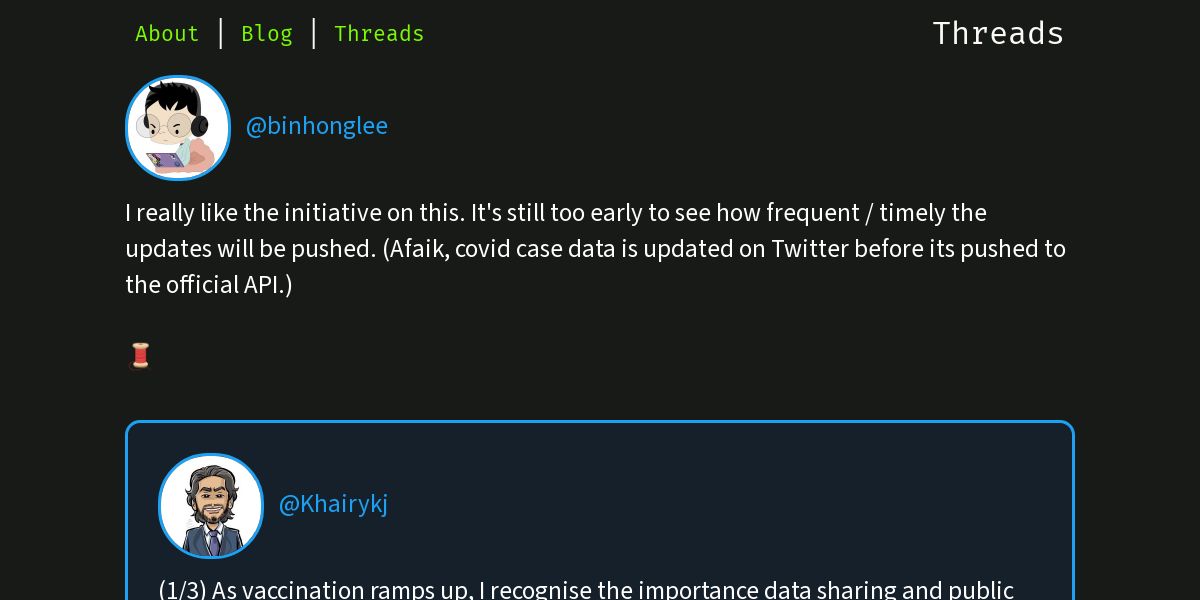 About | Blog | Threads
Threads
@binhonglee
I really like the initiative on this. It's still too early to see how frequent / timely the
updates will be pushed. (Afaik, covid case data is updated on Twitter before its pushed to
the official API.)
🧵
@Khairykj
(1/3) As vaccination ramps up, I recognise the importance data sharing and public